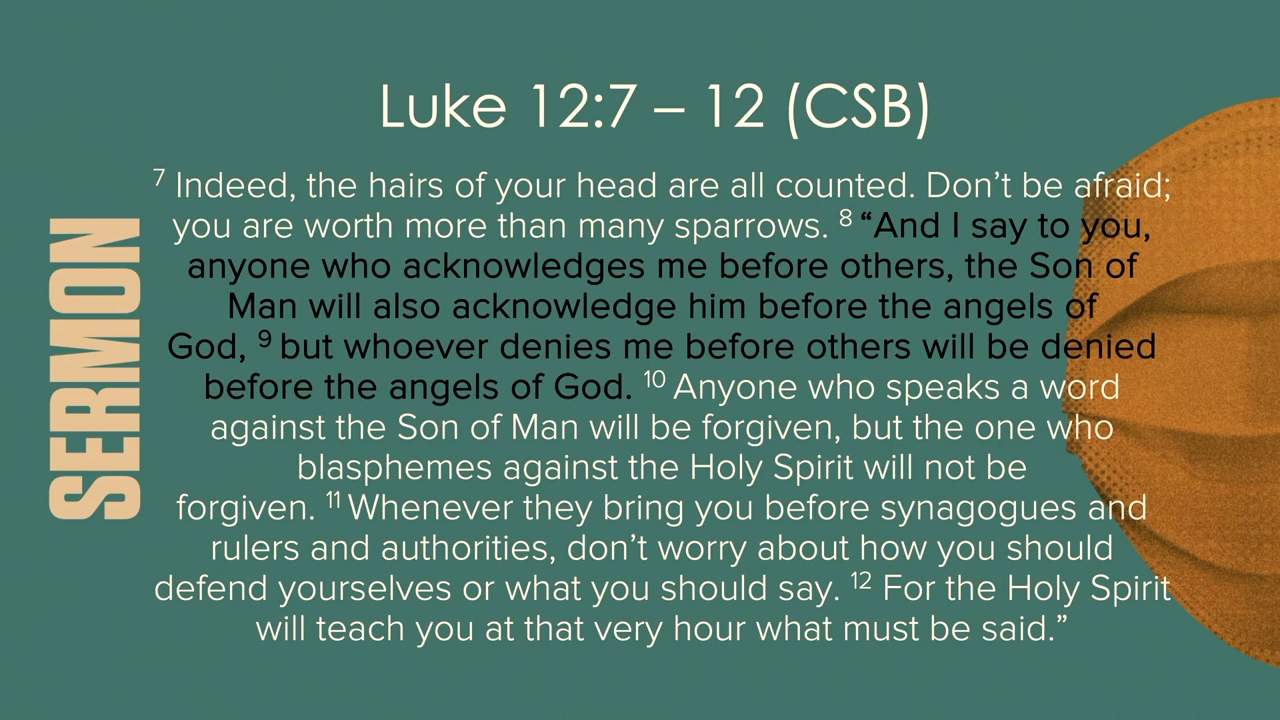 Luke 12:7 – 12 (CSB)
⁷ Indeed, the hairs of your head are all counted. Don’t be afraid;
you are worth more than many sparrows. ⁸ “And I say to you,
anyone who acknowledges me before others, the Son of
Man will also acknowledge him before the angels of
God, ⁹ but whoever denies me before others will be denied
before the angels of God. ¹⁰ Anyone who speaks a word
against the Son of Man will be forgiven, but the one who
blasphemes against the Holy Spirit will not be
forgiven. ¹¹ Whenever they bring you before synagogues and
rulers and authorities, don’t worry about how you should
defend yourselves or what you should say. ¹² For the Holy Spirit
will teach you at that very hour what must be said.”
SERMON